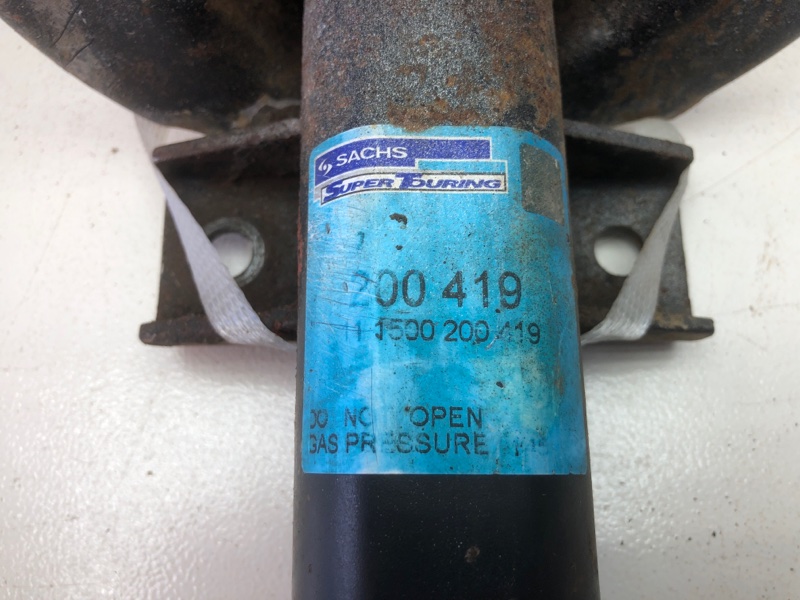 SACHS
SUPER TOURING
200 419
1500 200 419
DO NOT OPEN
GAS PRESSURE